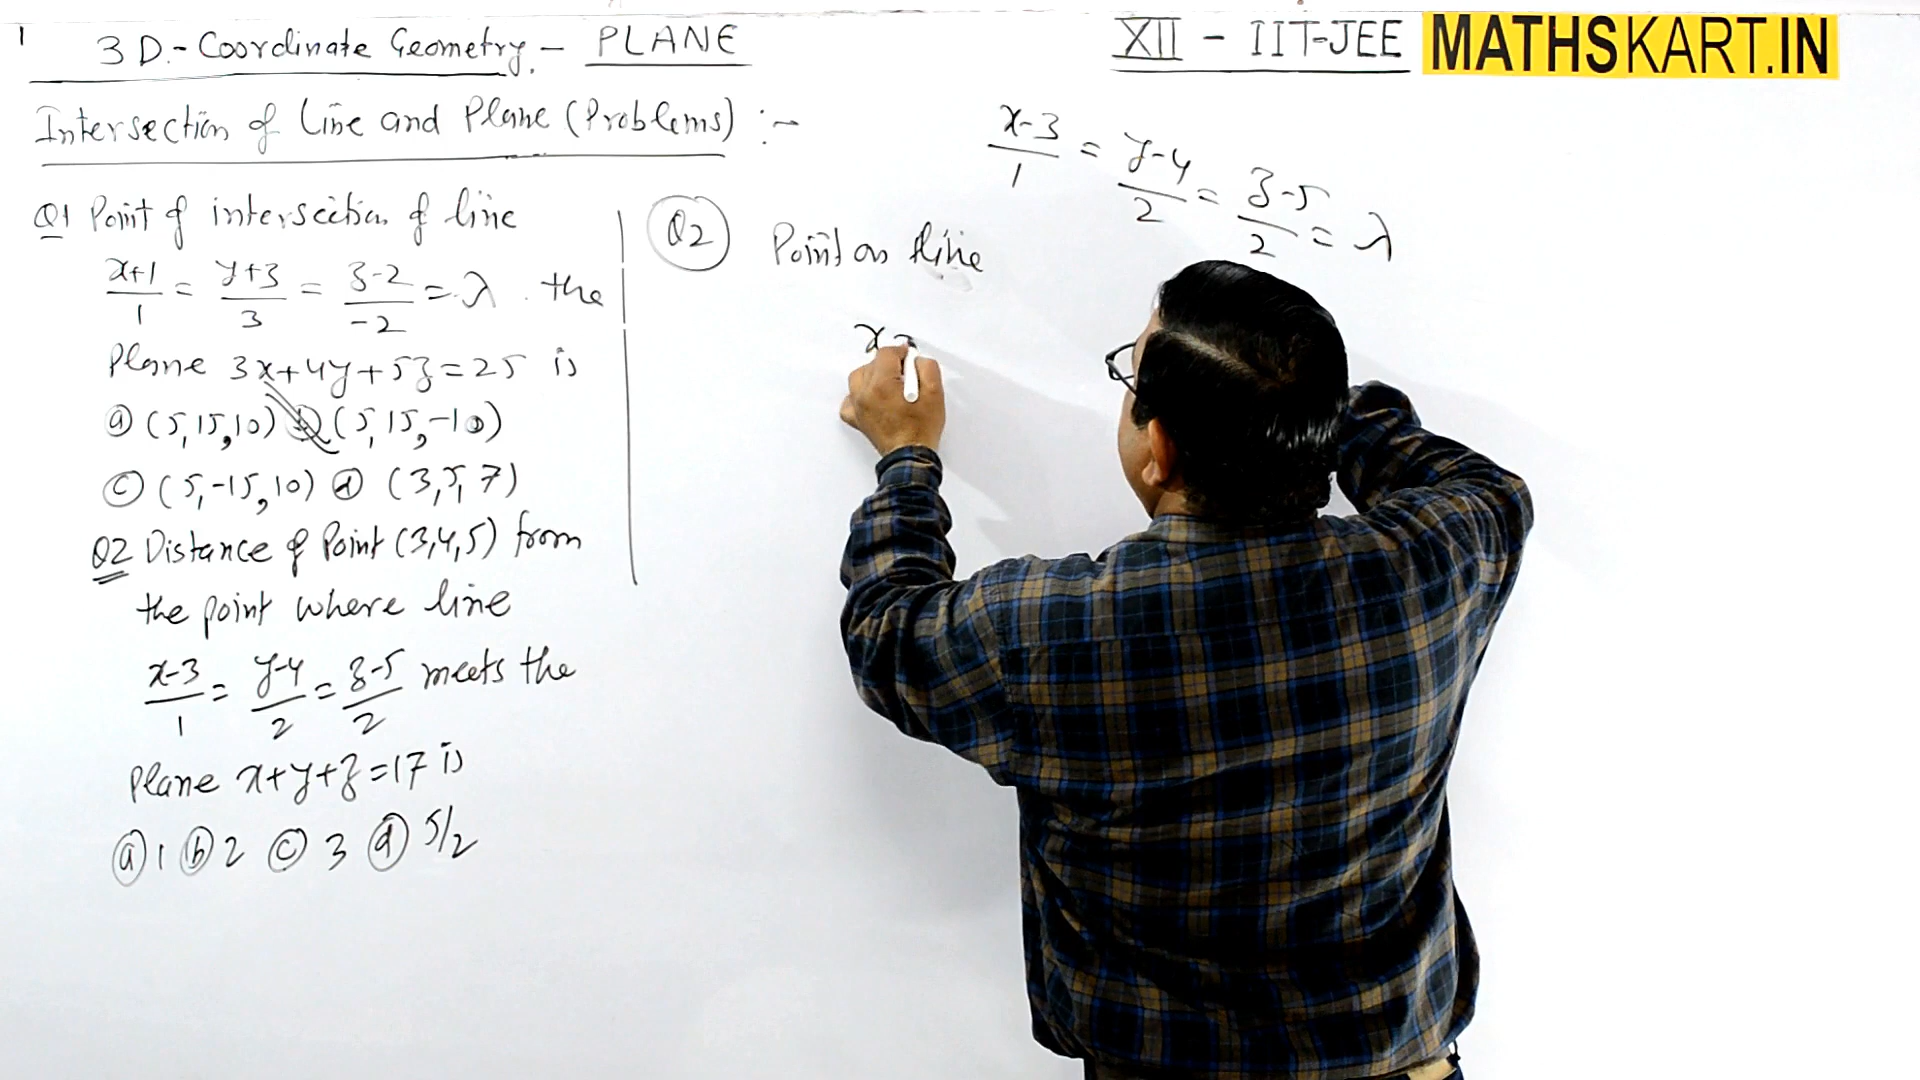 1 3D.-Coordinate Geometry.- PLANE
XII - IIT-JEE MATHSKART.IN
Intersection of Line and Plane (Problems) :-
Q1 Point of intersection of line
x+1/1 = y+3/3 = z-2/-2 = λ . the
Plane 3x+4y+5z=25 is
(a) (5,15,10) (b) (5,15,-10)
(c) (5,-15,10) (d) (3,5,7)
Q2 Distance of Point (3,4,5) from
the point where line
x-3/1 = y-4/2 = z-5/2 meets the
Plane x+y+z=17 is
(a) 1 (b) 2 (c) 3 (d) 5/2
x-3/1 = y-4/2 = z-5/2 = λ
Q2 Point on line
x=